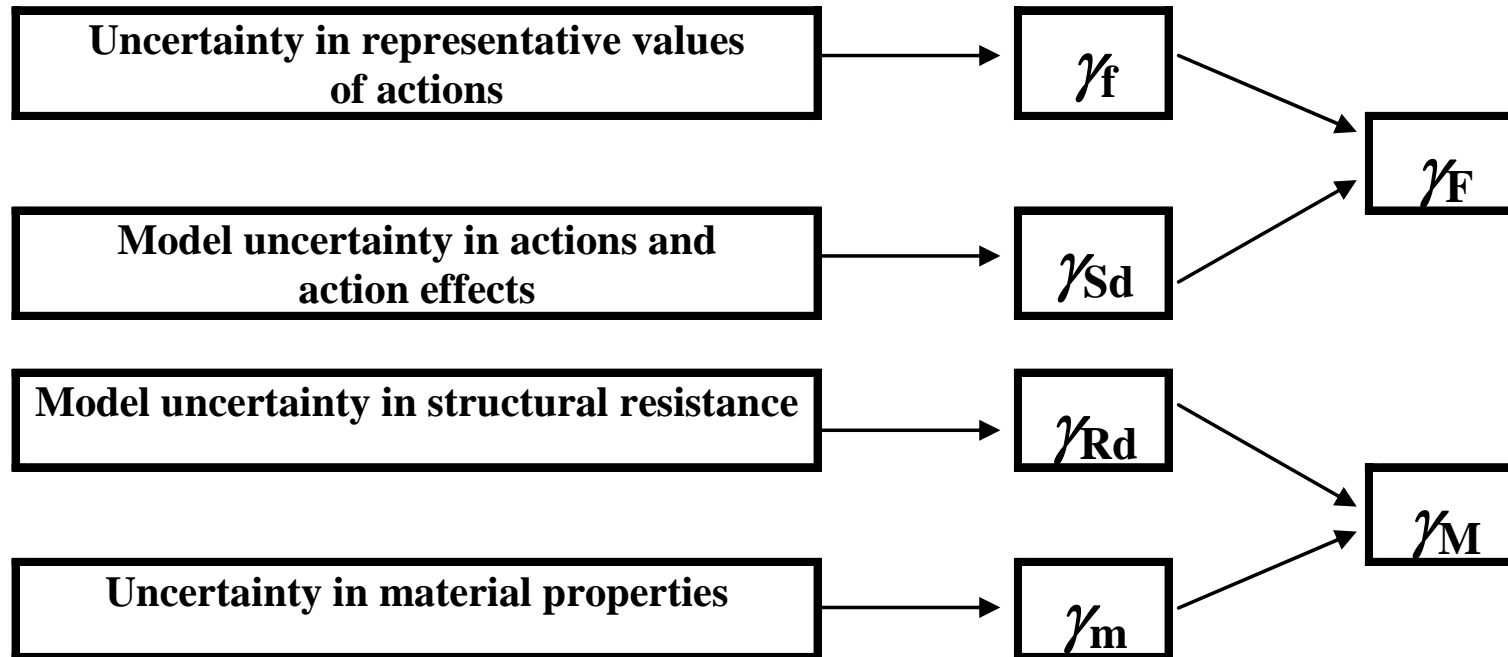 Uncertainty in representative values
of actions
γf
γF
Model uncertainty in actions and
action effects
γSd
Model uncertainty in structural resistance
γRd
γM
Uncertainty in material properties
γm